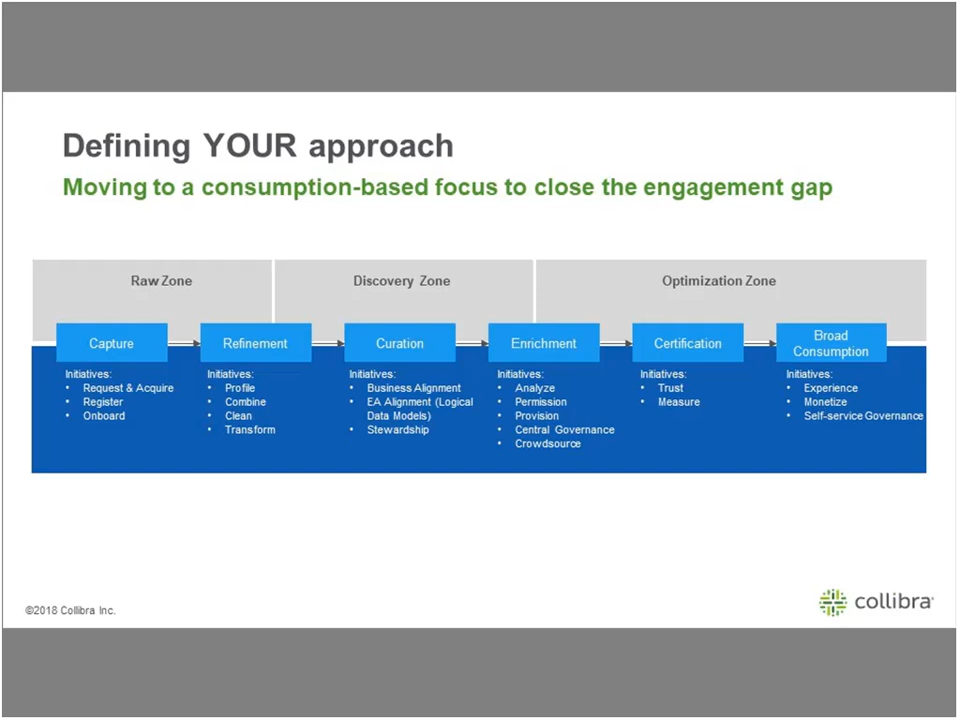 Defining YOUR approach
Moving to a consumption-based focus to close the engagement gap
Raw Zone
Discovery Zone
Optimization Zone
Capture
Refinement
Curation
Enrichment
Certification
Broad
Consumption
Initiatives:
• Request & Acquire
• Register
• Onboard
Initiatives:
• Profile
• Combine
• Clean
• Transform
Initiatives:
• Business Alignment
• EA Alignment (Logical
Data Models)
• Stewardship
Initiatives:
• Analyze
• Permission
• Provision
• Central Governance
• Crowdsource
Initiatives:
• Trust
• Measure
Initiatives:
• Experience
• Monetize
• Self-service Governance
©2018 Collibra Inc.
collibra